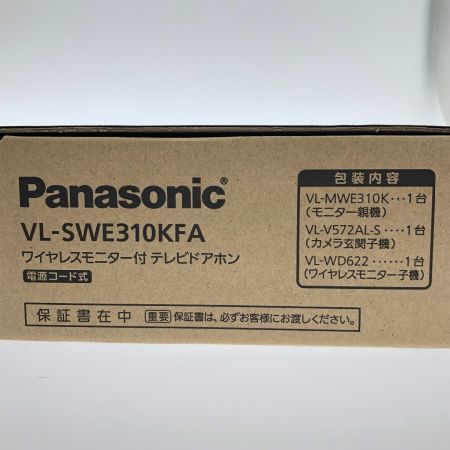 Panasonic®
VL-SWE310KFA
ワイヤレスモニター付 テレビドアホン
電源コード式
保証書在中 重要 保証書は、必ずお客様にお渡しください。
包装内容
VL-MWE310K···1台
(モニター親機)
VL-V572AL-S ····1台
(カメラ玄関子機)
VL-WD622 ······1台
(ワイヤレスモニター子機)